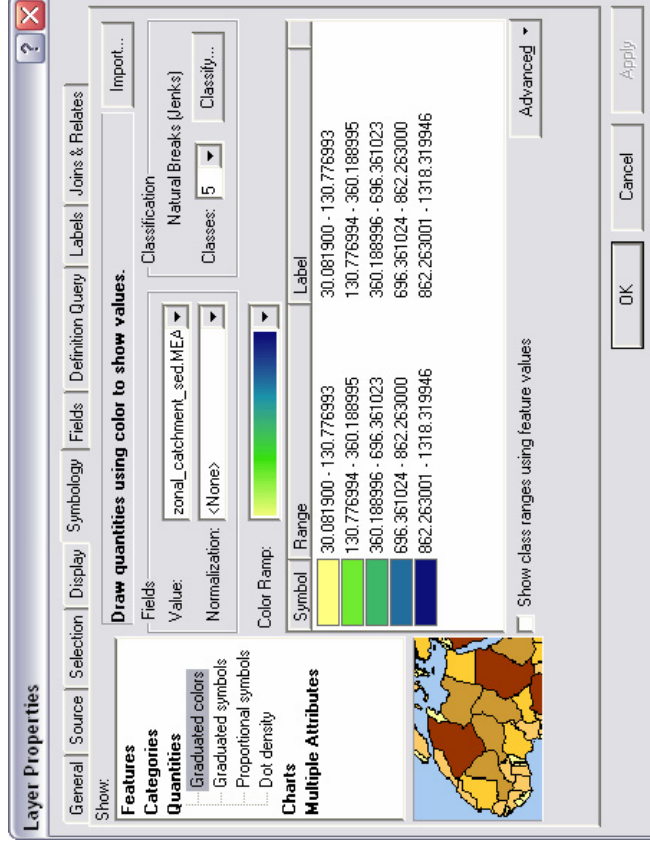 Layer Properties
?
General Source Selection Display Symbology Fields Definition Query Labels Joins & Relates
Show:
Features
Categories
Quantities
Graduated colors
Graduated symbols
Proportional symbols
Dot density
Charts
Multiple Attributes
Draw quantities using color to show values.
Import...
Fields
Value: zonal_catchment_sed.MEA
Normalization: <None>
Classification
Natural Breaks (Jenks)
Classes: 5 Classify...
Color Ramp:
Symbol Range Label
30.081900 - 130.776993 30.081900 - 130.776993
130.776994 - 360.188995 130.776994 - 360.188995
360.188996 - 696.361023 360.188996 - 696.361023
696.361024 - 862.263000 696.361024 - 862.263000
862.263001 - 1318.319946 862.263001 - 1318.319946
Show class ranges using feature values
Advanced
OK Cancel Apply